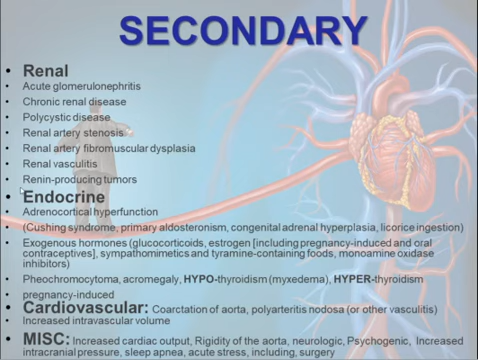 SECONDARY
• Renal
• Acute glomerulonephritis
• Chronic renal disease
• Polycystic disease
• Renal artery stenosis
• Renal artery fibromuscular dysplasia
• Renal vasculitis
• Renin-producing tumors
• Endocrine
• Adrenocortical hyperfunction
• (Cushing syndrome, primary aldosteronism, congenital adrenal hyperplasia, licorice ingestion)
• Exogenous hormones (glucocorticoids, estrogen [including pregnancy-induced and oral
contraceptives], sympathomimetics and tyramine-containing foods, monoamine oxidase
inhibitors)
• Pheochromocytoma, acromegaly, HYPO-thyroidism (myxedema), HYPER-thyroidism
• pregnancy-induced
• Cardiovascular: Coarctation of aorta, polyarteritis nodosa (or other vasculitis)
• Increased intravascular volume
• MISC: Increased cardiac output, Rigidity of the aorta, neurologic, Psychogenic, Increased
intracranial pressure, sleep apnea, acute stress, including, surgery